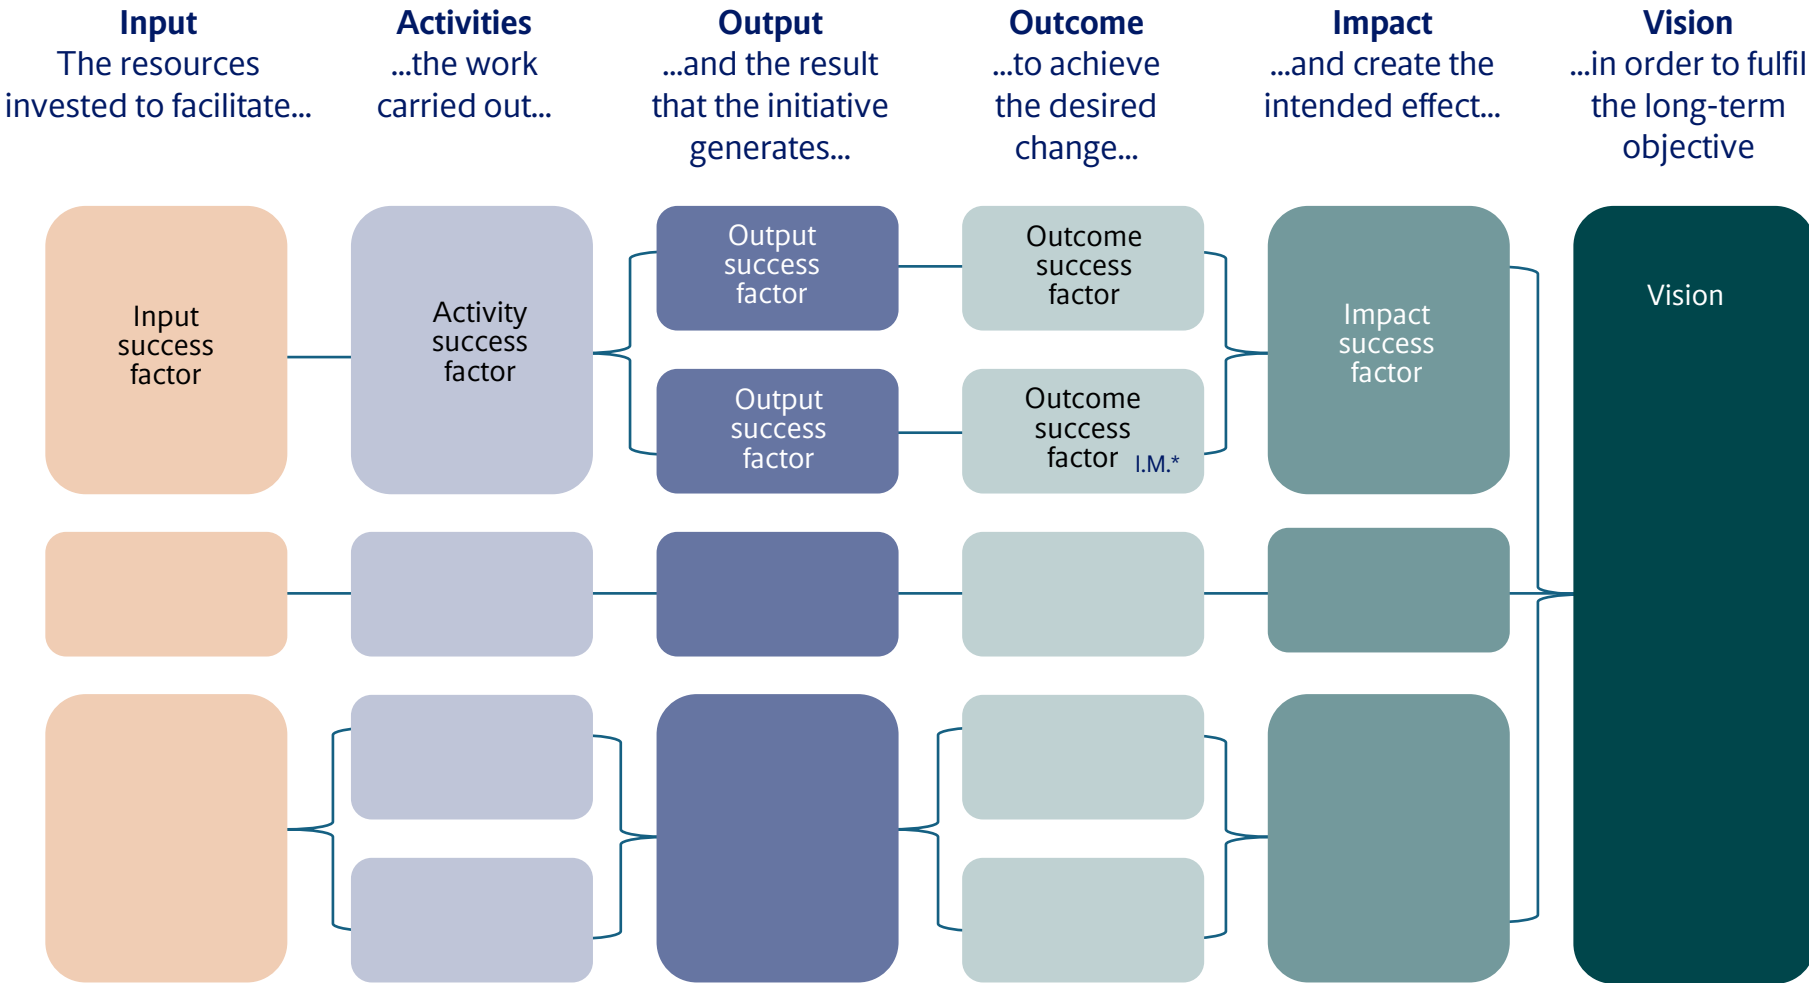 Input
The resources
invested to facilitate...
Activities
...the work
carried out...
Output
...and the result
that the initiative
generates...
Outcome
...to achieve
the desired
change...
Impact
...and create the
intended effect...
Vision
...in order to fulfil
the long-term
objective
Input
success
factor
Activity
success
factor
Output
success
factor
Outcome
success
factor
Output
success
factor
Outcome
success
factor I.M.*
Impact
success
factor
Vision